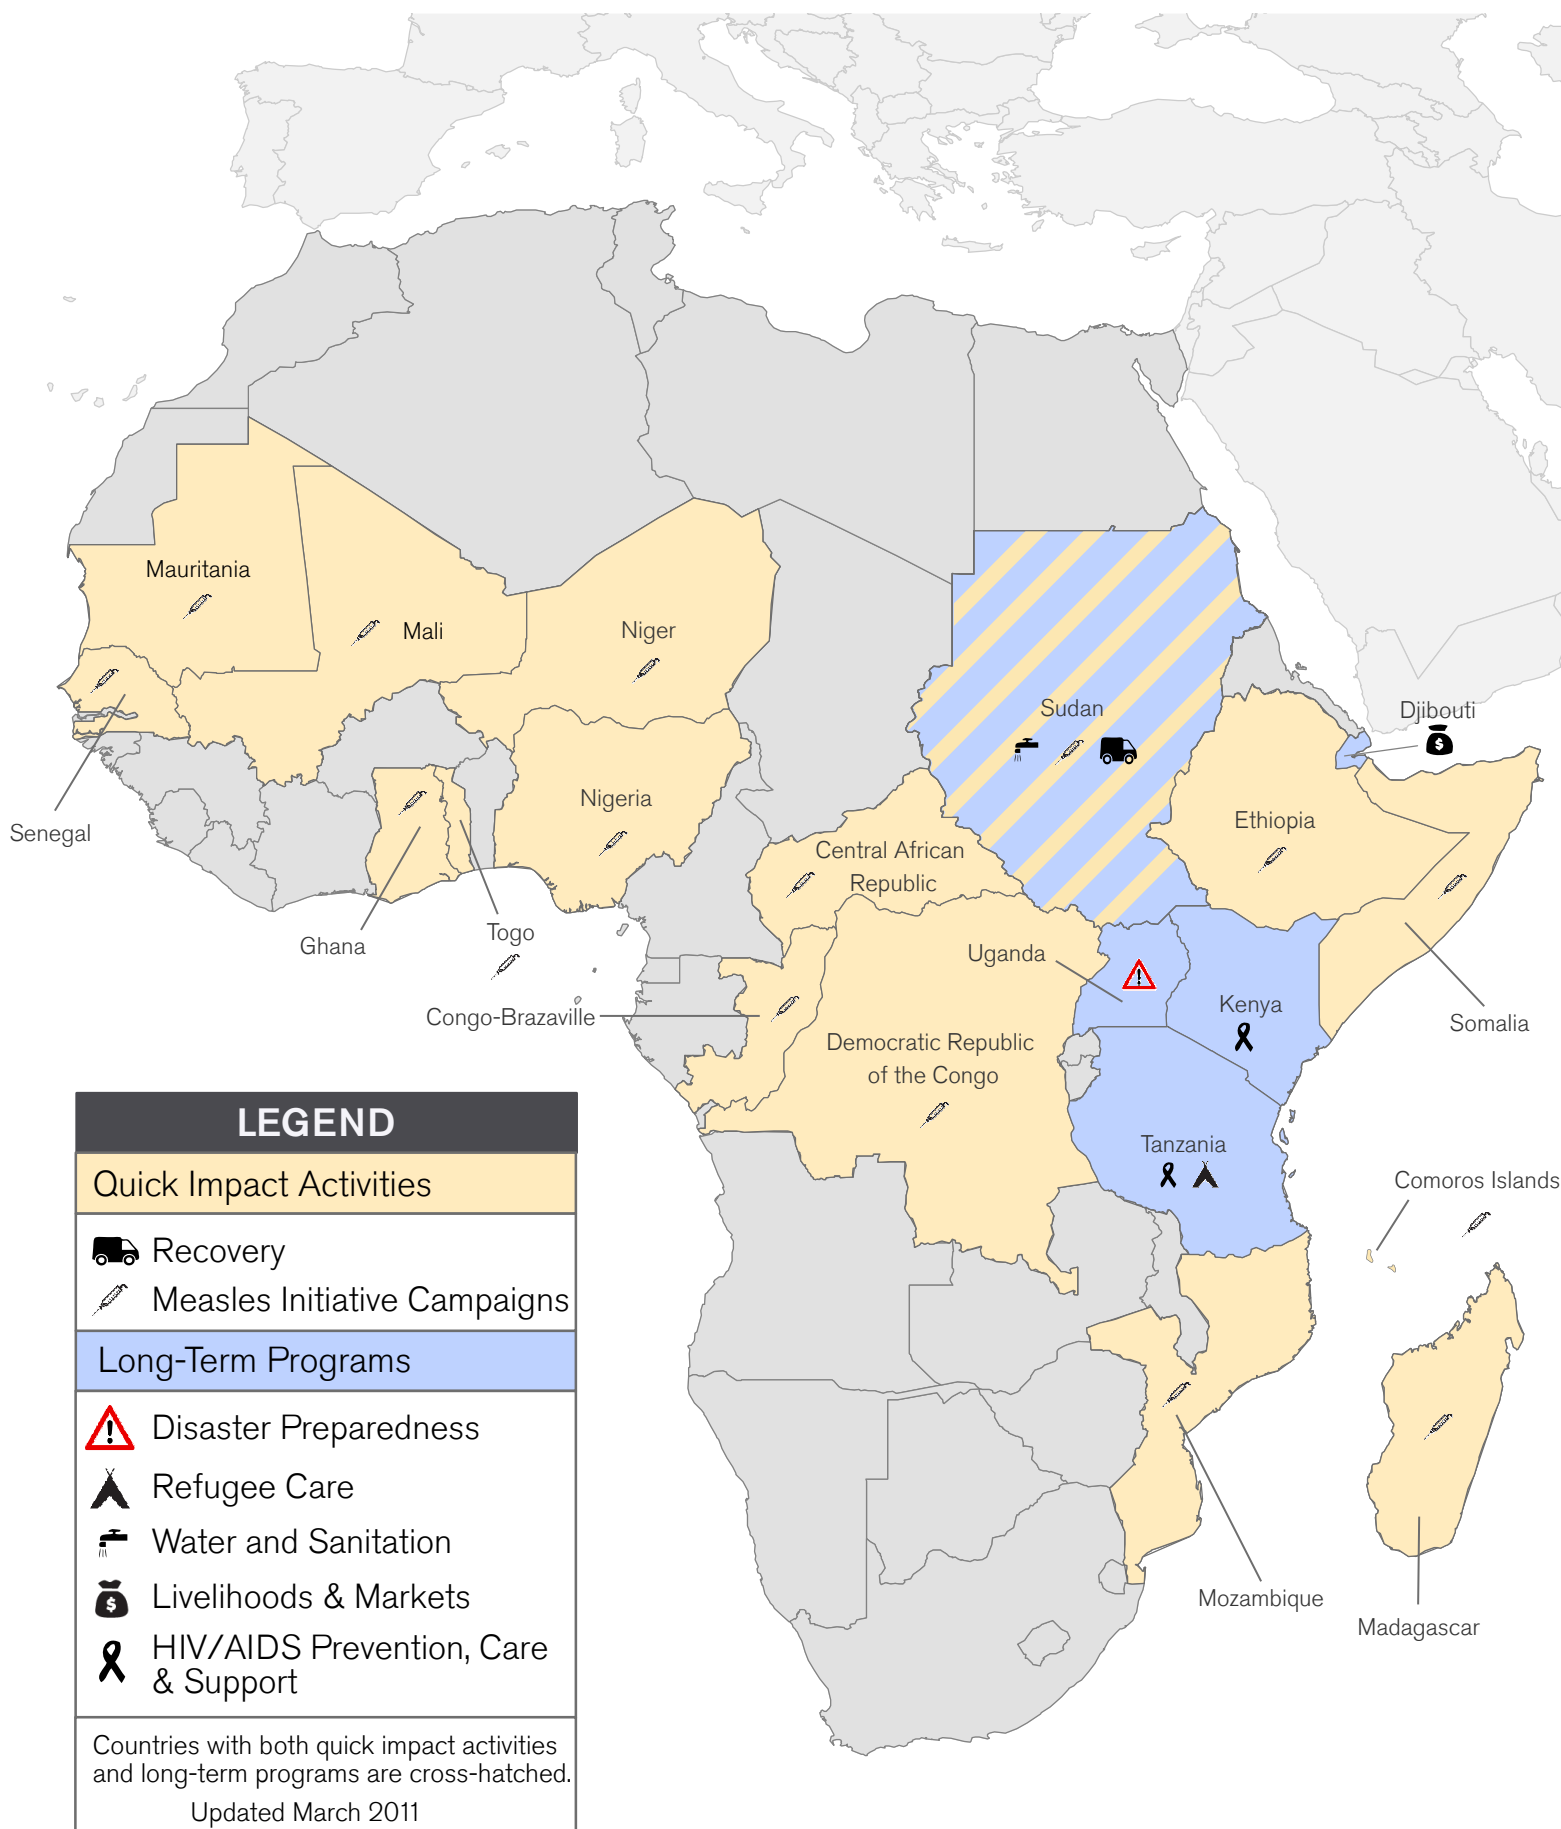 Mauritania
Mali
Niger
Sudan
Djibouti
Senegal
Nigeria
Ethiopia
Central African
Republic
Ghana
Togo
Uganda
Congo-Brazaville
Kenya
Somalia
Democratic Republic
of the Congo
Tanzania
Comoros Islands
Mozambique
Madagascar
LEGEND
Quick Impact Activities
Recovery
Measles Initiative Campaigns
Long-Term Programs
Disaster Preparedness
Refugee Care
Water and Sanitation
Livelihoods & Markets
HIV/AIDS Prevention, Care
& Support
Countries with both quick impact activities
and long-term programs are cross-hatched.
Updated March 2011